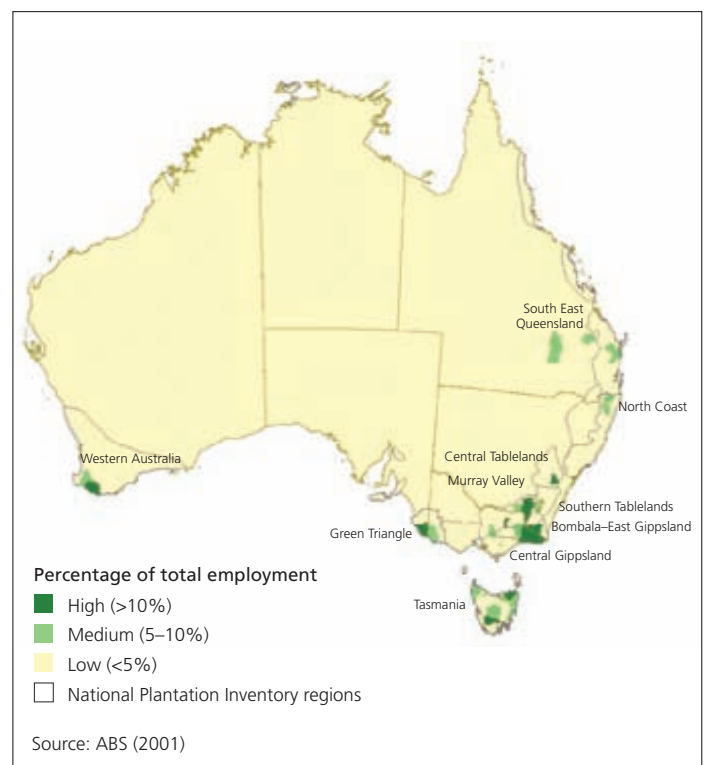 South East
Queensland
North Coast
Central Tablelands
Western Australia
Murray Valley
Southern Tablelands
Bombala–East Gippsland
Green Triangle
Central Gippsland
Tasmania
Percentage of total employment
High (>10%)
Medium (5–10%)
Low (<5%)
National Plantation Inventory regions
Source: ABS (2001)